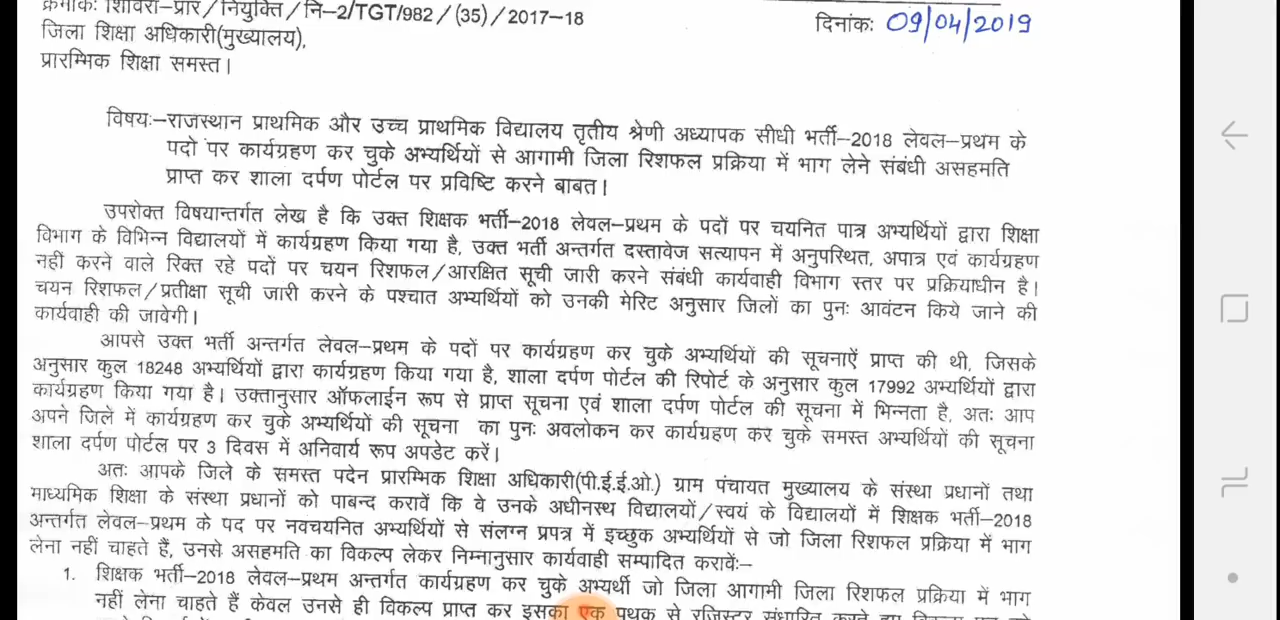 क्रमांकः शिविरा–प्रार/नियुक्ति/नि–2/TGT/982/(35)/2017–18
दिनांकः 09/04/2019
जिला शिक्षा अधिकारी(मुख्यालय),
प्रारम्भिक शिक्षा समस्त।
विषयः–राजस्थान प्राथमिक और उच्च प्राथमिक विद्यालय तृतीय श्रेणी अध्यापक सीधी भर्ती–2018 लेवल–प्रथम के
पदो पर कार्यग्रहण कर चुके अभ्यर्थियों से आगामी जिला रिशफल प्रक्रिया में भाग लेने संबंधी असहमति
प्राप्त कर शाला दर्पण पोर्टल पर प्रविष्टि करने बाबत।
उपरोक्त विषयान्तर्गत लेख है कि उक्त शिक्षक भर्ती–2018 लेवल–प्रथम के पदों पर चयनित पात्र अभ्यर्थियों द्वारा शिक्षा
विभाग के विभिन्न विद्यालयों में कार्यग्रहण किया गया है, उक्त भर्ती अन्तर्गत दस्तावेज सत्यापन में अनुपस्थित, अपात्र एवं कार्यग्रहण
नहीं करने वाले रिक्त रहे पदों पर चयन रिशफल/आरक्षित सूची जारी करने संबंधी कार्यवाही विभाग स्तर पर प्रक्रियाधीन है।
चयन रिशफल/प्रतीक्षा सूची जारी करने के पश्चात अभ्यर्थियों को उनकी मेरिट अनुसार जिलों का पुनः आवंटन किये जाने की
कार्यवाही की जावेगी।
आपसे उक्त भर्ती अन्तर्गत लेवल–प्रथम के पदों पर कार्यग्रहण कर चुके अभ्यर्थियों की सूचनाऐं प्राप्त की थी, जिसके
अनुसार कुल 18248 अभ्यर्थियों द्वारा कार्यग्रहण किया गया है, शाला दर्पण पोर्टल की रिपोर्ट के अनुसार कुल 17992 अभ्यर्थियों द्वारा
कार्यग्रहण किया गया है। उक्तानुसार ऑफलाईन रूप से प्राप्त सूचना एवं शाला दर्पण पोर्टल की सूचना में भिन्नता है, अतः आप
अपने जिले में कार्यग्रहण कर चुके अभ्यर्थियों की सूचना का पुनः अवलोकन कर कार्यग्रहण कर चुके समस्त अभ्यर्थियों की सूचना
शाला दर्पण पोर्टल पर 3 दिवस में अनिवार्य रूप अपडेट करें।
अतः आपके जिले के समस्त पदेन प्रारम्भिक शिक्षा अधिकारी(पी.ई.ई.ओ.) ग्राम पंचायत मुख्यालय के संस्था प्रधानों तथा
माध्यमिक शिक्षा के संस्था प्रधानों को पाबन्द करावें कि वे उनके अधीनस्थ विद्यालयों/स्वयं के विद्यालयों में शिक्षक भर्ती–2018
अन्तर्गत लेवल–प्रथम के पद पर नवचयनित अभ्यर्थियों से संलग्न प्रपत्र में इच्छुक अभ्यर्थियों से जो जिला रिशफल प्रक्रिया में भाग
लेना नहीं चाहते हैं, उनसे असहमति का विकल्प लेकर निम्नानुसार कार्यवाही सम्पादित करावेंः–
1. शिक्षक भर्ती–2018 लेवल–प्रथम अन्तर्गत कार्यग्रहण कर चुके अभ्यर्थी जो जिला आगामी जिला रिशफल प्रक्रिया में भाग
नहीं लेना चाहते हैं केवल उनसे ही विकल्प प्राप्त कर इसका एक पृथक से रजिस्टर संधारित करते हुए